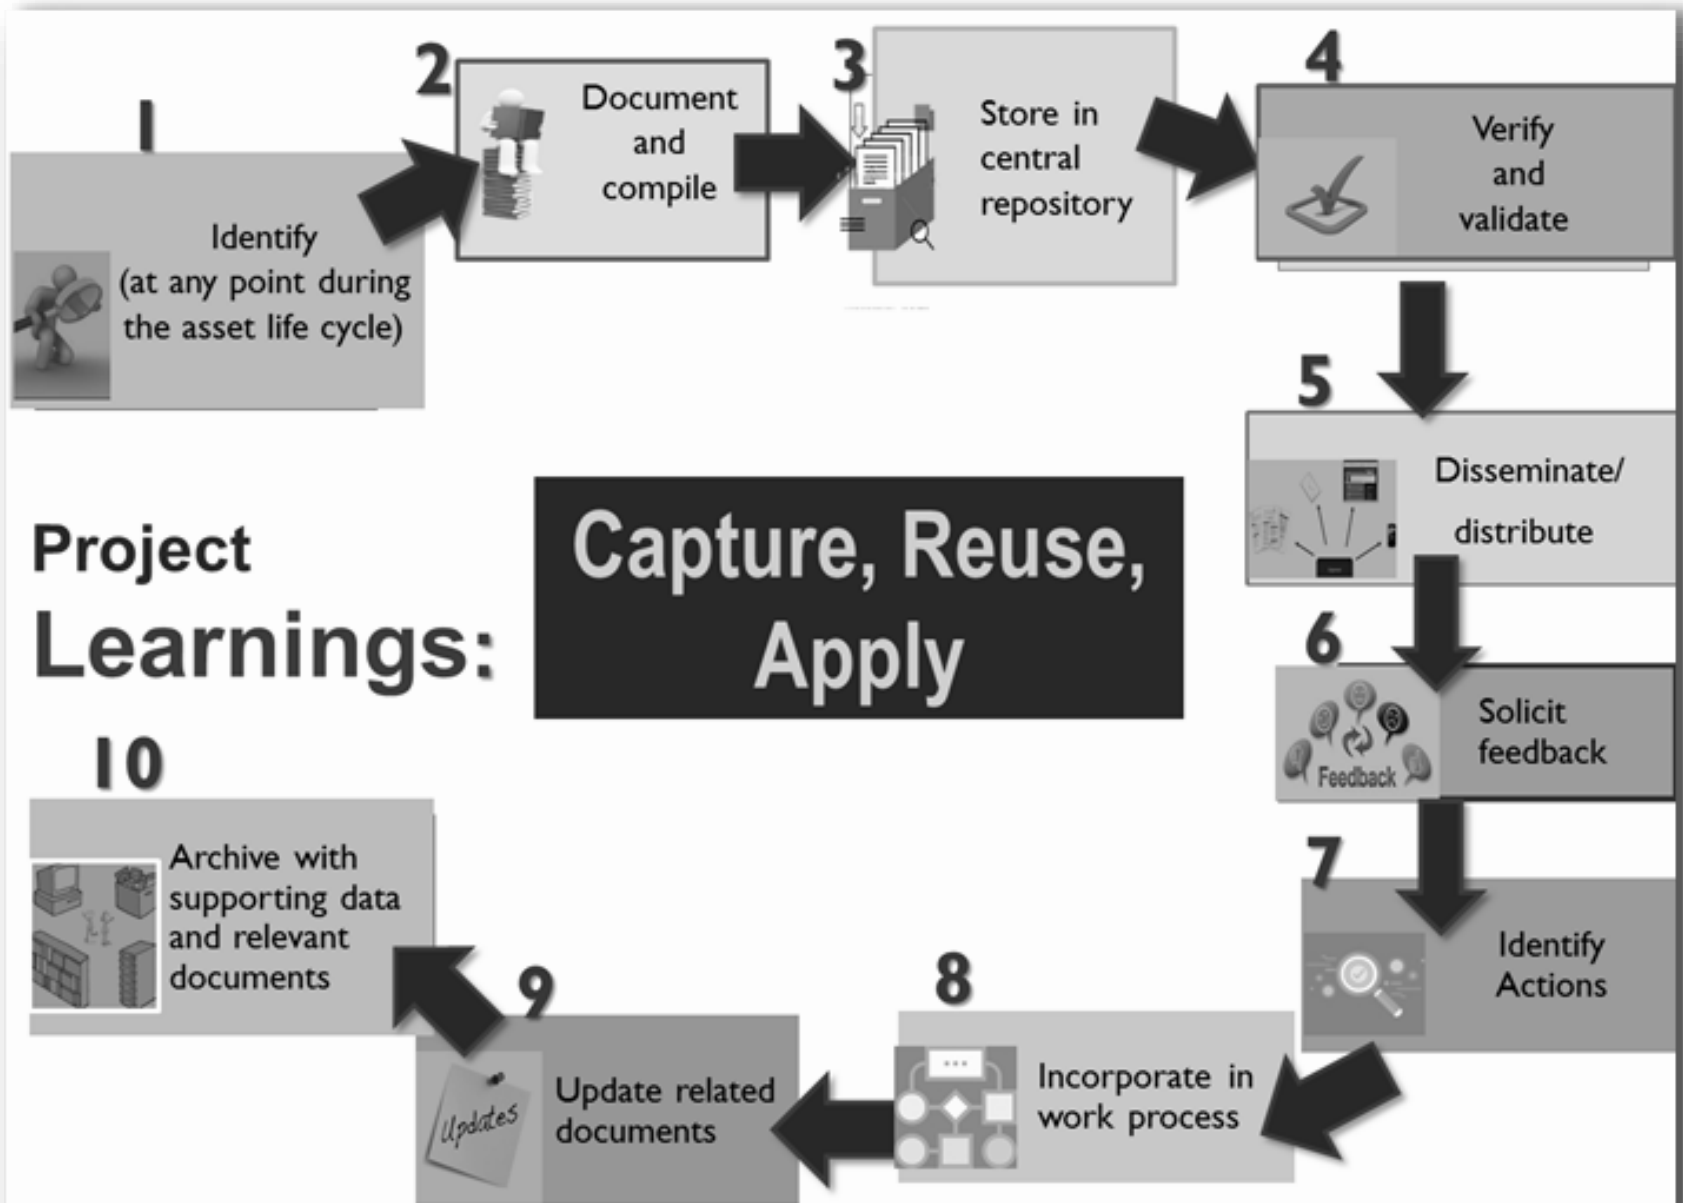 1
Identify
(at any point during
the asset life cycle)
2
Document
and
compile
3
Store in
central
repository
4
Verify
and
validate
5
Disseminate/
distribute
6
Feedback
Solicit
feedback
7
Identify
Actions
8
Incorporate in
work process
9
Updates
Update related
documents
10
Archive with
supporting data
and relevant
documents
Project
Learnings:
Capture, Reuse,
Apply